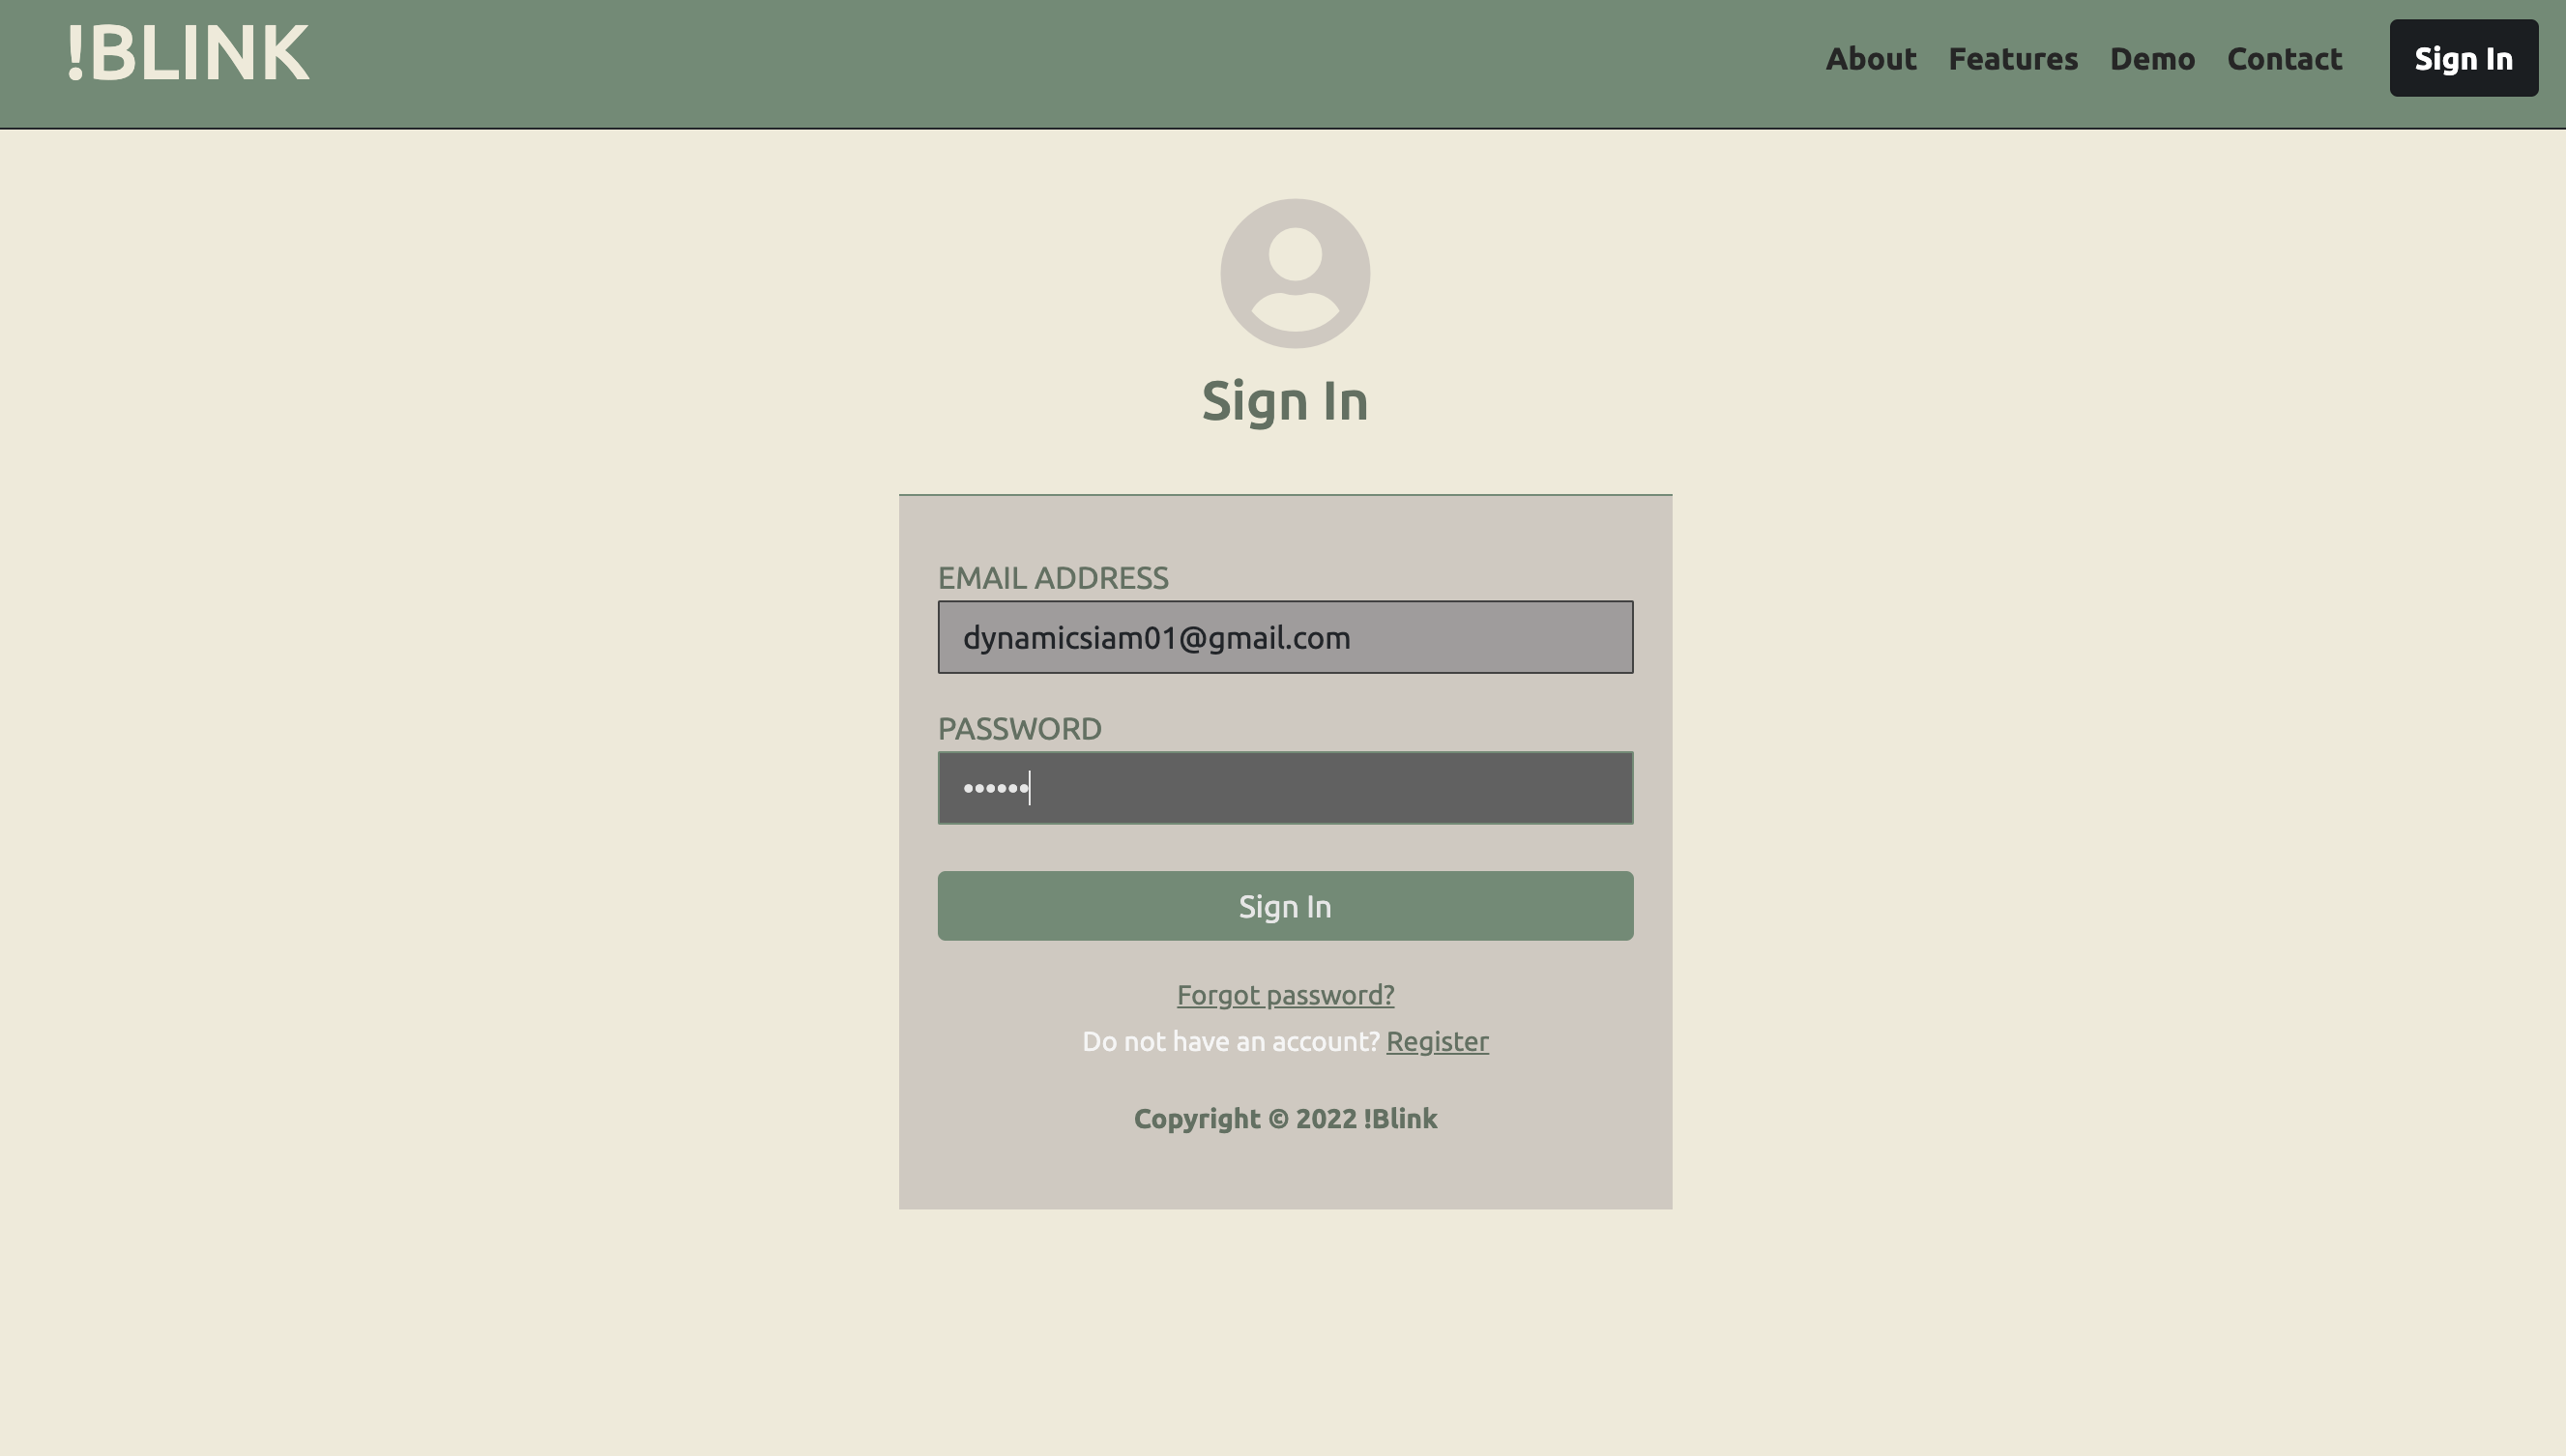 !BLINK
About Features Demo Contact Sign In
Sign In
EMAIL ADDRESS
dynamicsiam01@gmail.com
PASSWORD
••••••
Sign In
Forgot password?
Do not have an account? Register
Copyright © 2022 !Blink